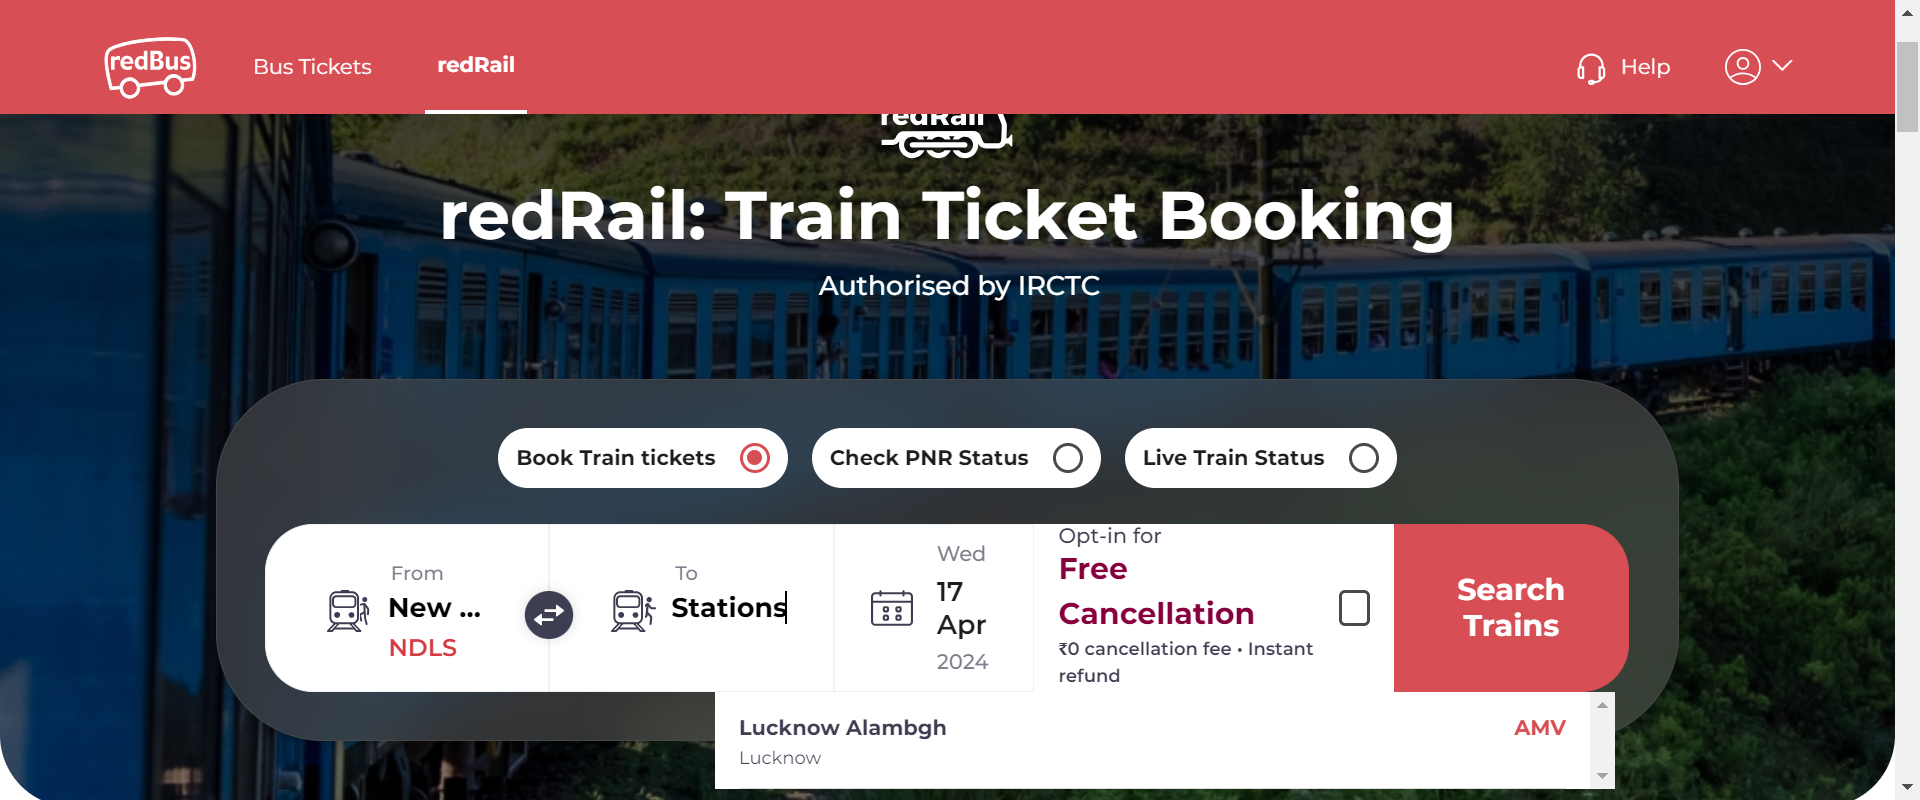 redBus
Bus Tickets
redRail
Help
redRail
redRail: Train Ticket Booking
Authorised by IRCTC
Book Train tickets
Check PNR Status
Live Train Status
From
New ...
NDLS
To
Stations
Wed
17
Apr
2024
Opt-in for
Free
Cancellation
₹0 cancellation fee • Instant
refund
Search
Trains
Lucknow Alambgh
AMV
Lucknow